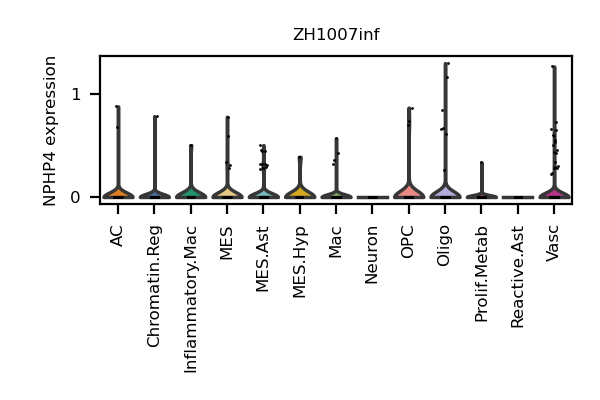 ZH1007inf
NPHP4 expression
1
0
AC
Chromatin.Reg
Inflammatory.Mac
MES
MES.Ast
MES.Hyp
Mac
Neuron
OPC
Oligo
Prolif.Metab
Reactive.Ast
Vasc